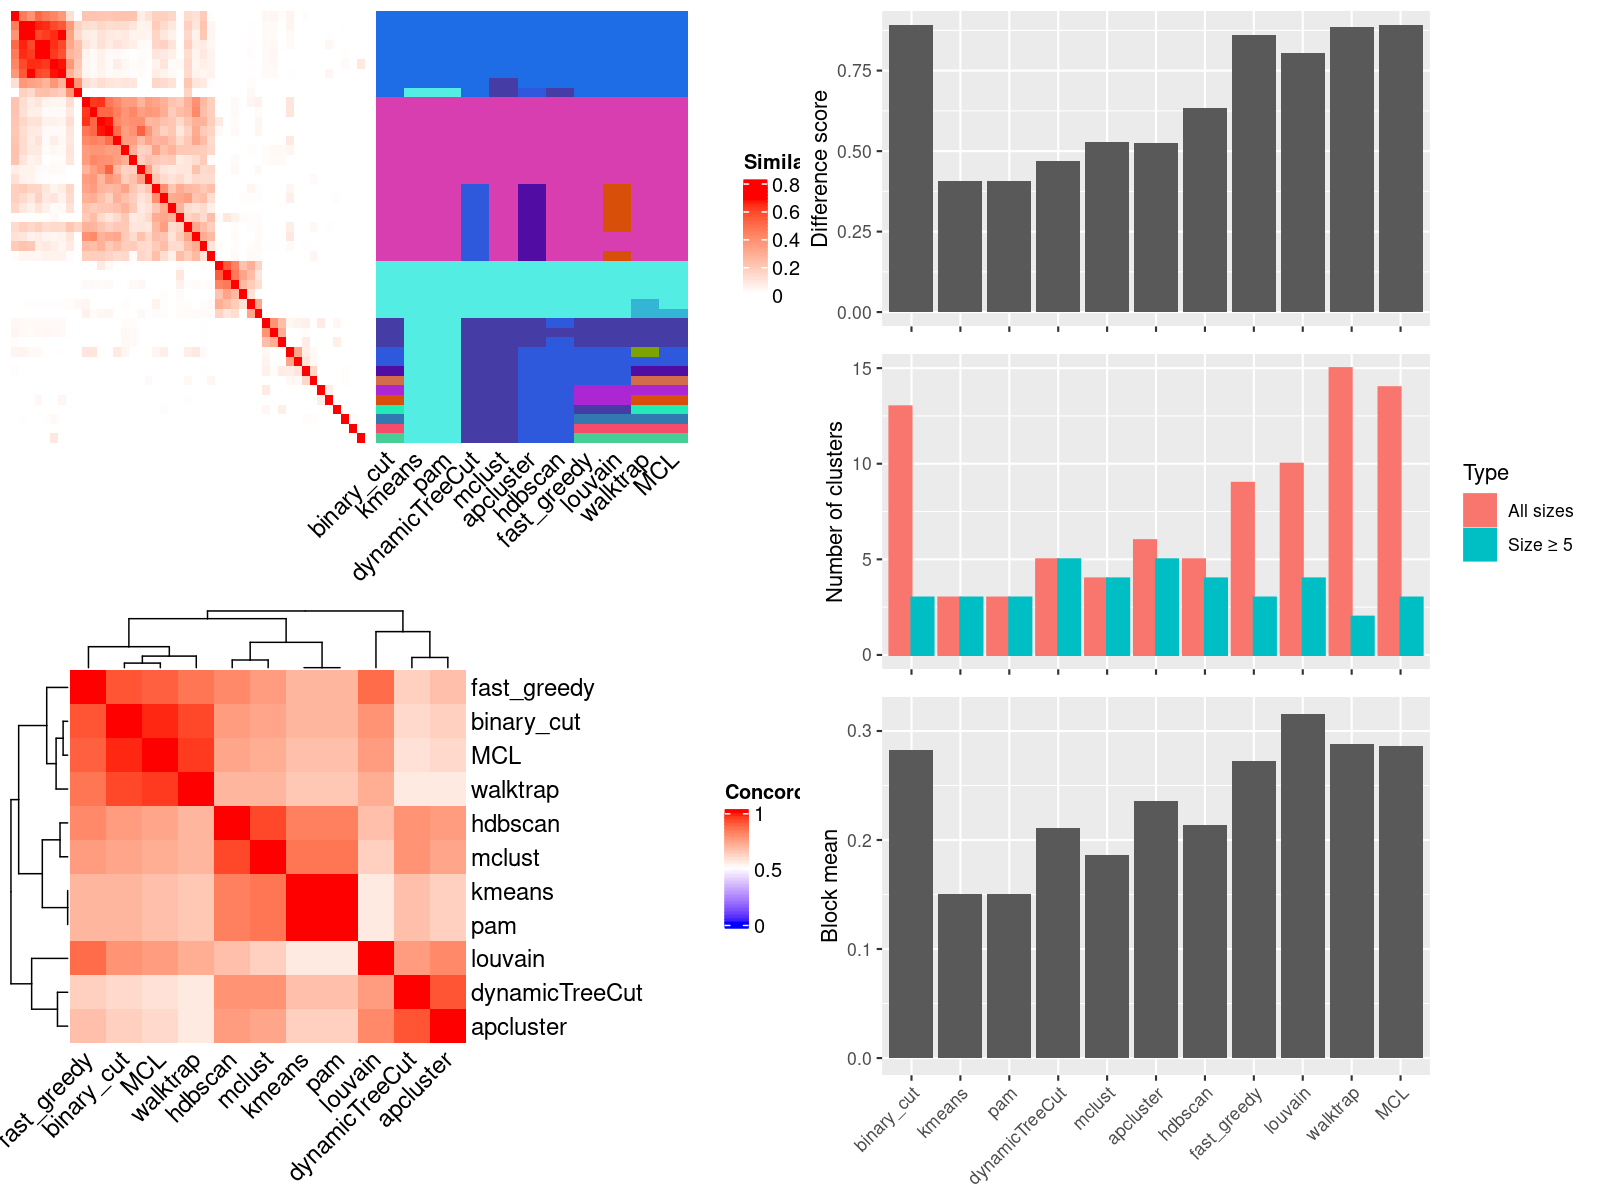 Simila
0.8
0.6
0.4
0.2
0
binary_cut
kmeans
pam
dynamicTreeCut
mclust
apcluster
hdbscan
fast_greedy
louvain
walktrap
MCL
fast_greedy
binary_cut
MCL
walktrap
hdbscan
mclust
kmeans
pam
louvain
dynamicTreeCut
apcluster
fast_greedy
binary_cut
MCL
walktrap
hdbscan
mclust
kmeans
pam
louvain
dynamicTreeCut
apcluster
Concord
1
0.5
0
Difference score
0.75
0.50
0.25
0.00
Number of clusters
15
10
5
0
Type
All sizes
Size ≥ 5
Block mean
0.3
0.2
0.1
0.0
binary_cut
kmeans
pam
dynamicTreeCut
mclust
apcluster
hdbscan
fast_greedy
louvain
walktrap
MCL